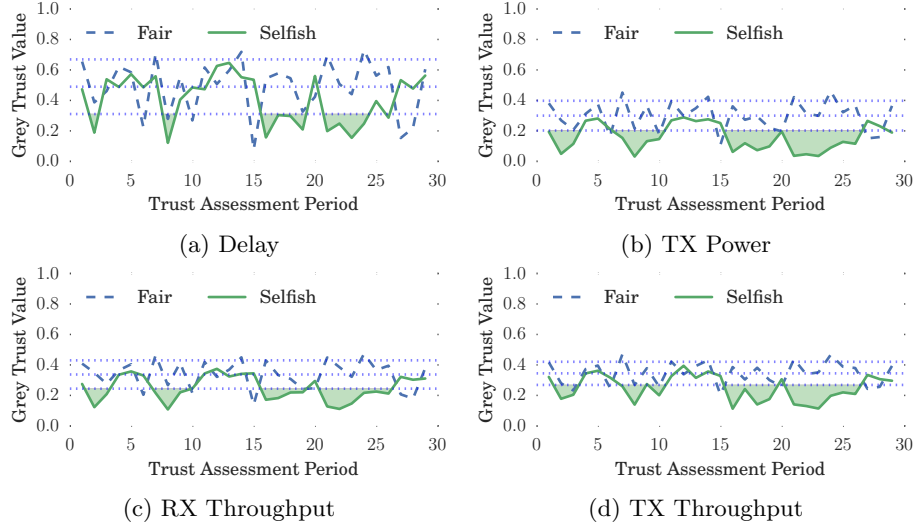 Grey Trust Value
1.0
0.8
0.6
0.4
0.2
0.0
Fair
Selfish
0 5 10 15 20 25 30
Trust Assessment Period
(a) Delay
Grey Trust Value
1.0
0.8
0.6
0.4
0.2
0.0
Fair
Selfish
0 5 10 15 20 25 30
Trust Assessment Period
(b) TX Power
Grey Trust Value
1.0
0.8
0.6
0.4
0.2
0.0
Fair
Selfish
0 5 10 15 20 25 30
Trust Assessment Period
(c) RX Throughput
Grey Trust Value
1.0
0.8
0.6
0.4
0.2
0.0
Fair
Selfish
0 5 10 15 20 25 30
Trust Assessment Period
(d) TX Throughput